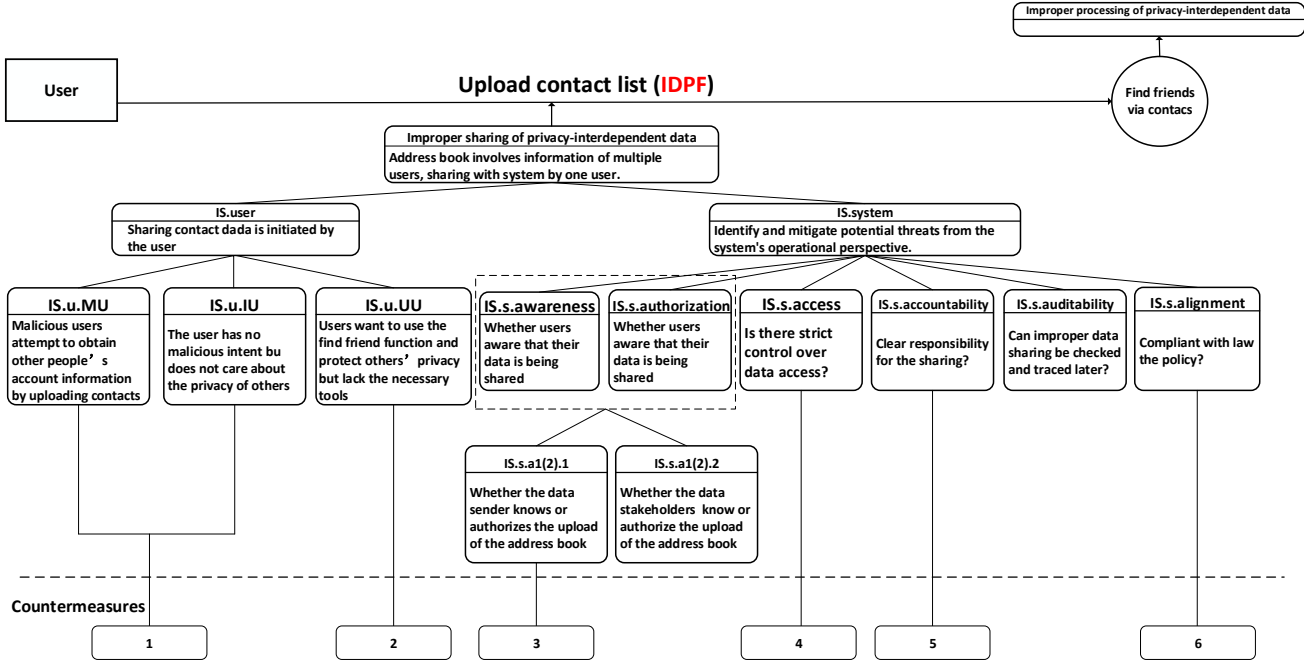 Improper processing of privacy-interdependent data
User
Upload contact list (IDPF)
Find friends
via contacs
Improper sharing of privacy-interdependent data
Address book involves information of multiple
users, sharing with system by one user.
IS.user
Sharing contact dada is initiated by
the user
IS.system
Identify and mitigate potential threats from the
system's operational perspective.
IS.u.MU
Malicious users
attempt to obtain
other people’s
account information
by uploading contacts
IS.u.IU
The user has no
malicious intent bu
does not care about
the privacy of others
IS.u.UU
Users want to use the
find friend function and
protect others’ privacy
but lack the necessary
tools
IS.s.awareness
Whether users
aware that their
data is being
shared
IS.s.authorization
Whether users
aware that their
data is being
shared
IS.s.access
Is there strict
control over
data access?
IS.s.accountability
Clear responsibility
for the sharing?
IS.s.auditability
Can improper data
sharing be checked
and traced later?
IS.s.alignment
Compliant with law
the policy?
IS.s.a1(2).1
Whether the data
sender knows or
authorizes the upload
of the address book
IS.s.a1(2).2
Whether the data
stakeholders know or
authorize the upload
of the address book
Countermeasures
1
2
3
4
5
6